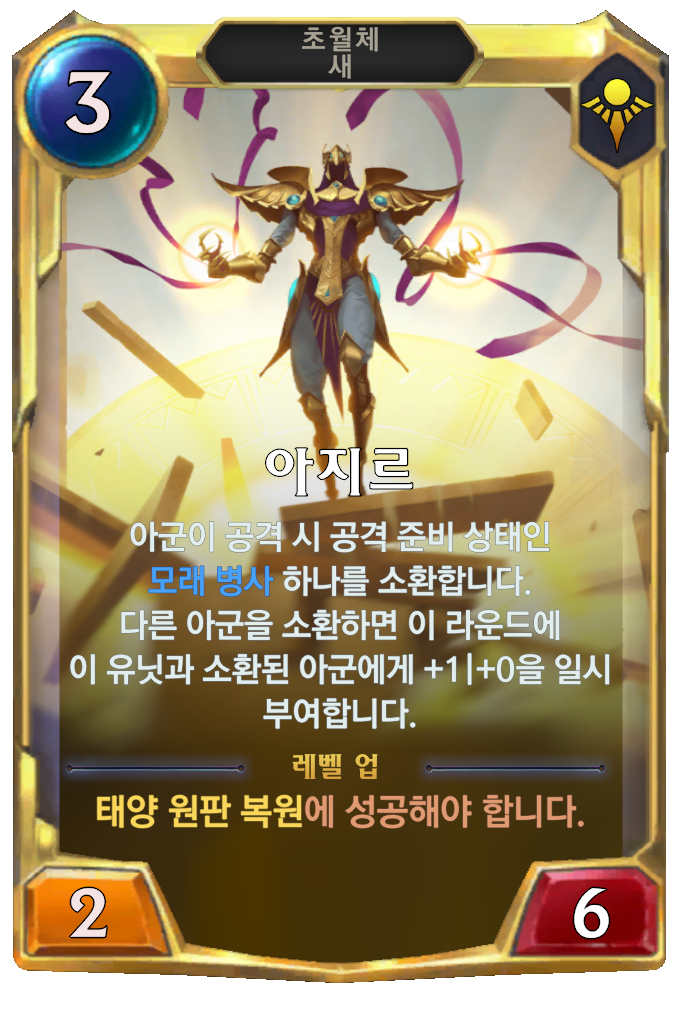 초월체
새
3
아지르
아군이 공격 시 공격 준비 상태인
모래 병사 하나를 소환합니다.
다른 아군을 소환하면 이 라운드에
이 유닛과 소환된 아군에게 +1|+0을 일시
부여합니다.
레벨 업
태양 원판 복원에 성공해야 합니다.
2
6